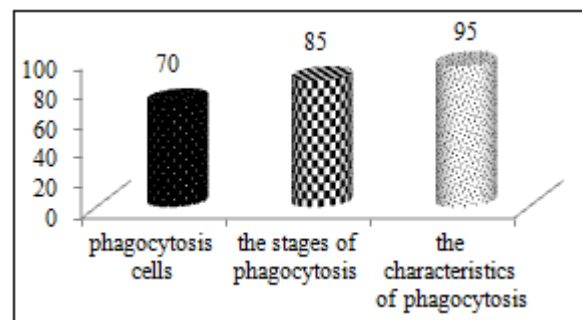 70
85
95
100
80
60
40
20
0
phagocytosis
cells
the stages of
phagocytosis
the
characteristics
of phagocytosis